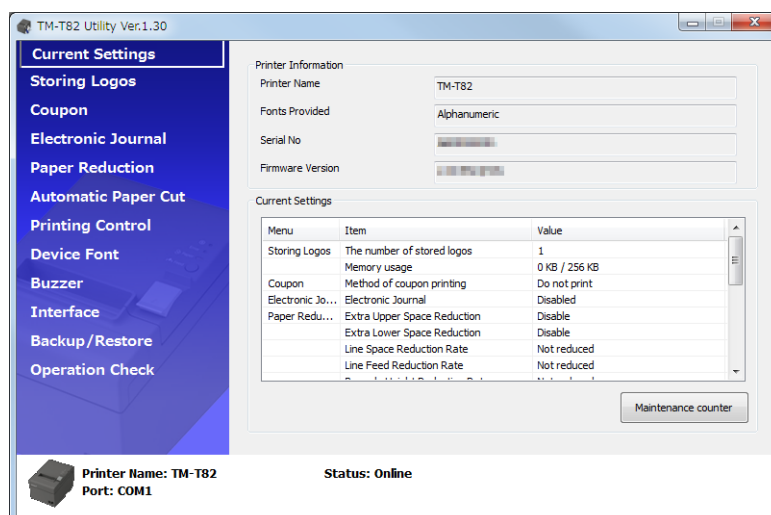 TM-T82 Utility Ver.1.30
Current Settings
Storing Logos
Coupon
Electronic Journal
Paper Reduction
Automatic Paper Cut
Printing Control
Device Font
Buzzer
Interface
Backup/Restore
Operation Check
Printer Information
Printer Name TM-T82
Fonts Provided Alphanumeric
Serial No
Firmware Version
Current Settings
Menu Item Value
Storing Logos The number of stored logos 1
Memory usage 0 KB / 256 KB
Coupon Method of coupon printing Do not print
Electronic Jo... Electronic Journal Disabled
Paper Redu... Extra Upper Space Reduction Disable
Extra Lower Space Reduction Disable
Line Space Reduction Rate Not reduced
Line Feed Reduction Rate Not reduced
Maintenance counter
Printer Name: TM-T82 Status: Online
Port: COM1